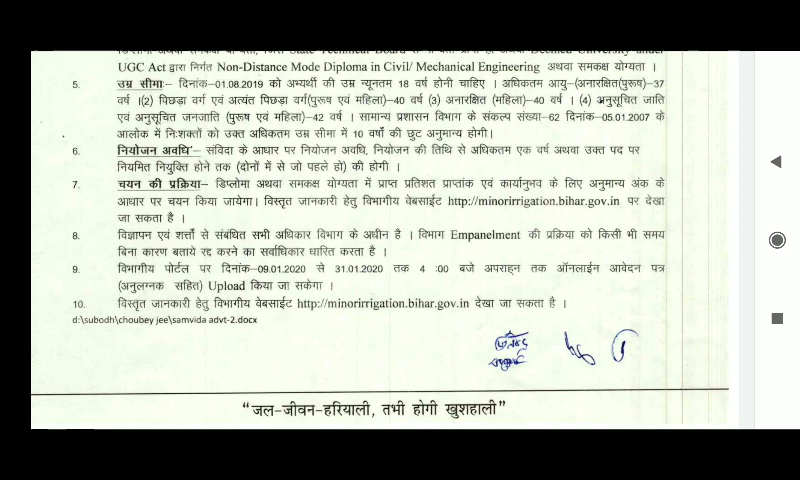 UGC Act द्वारा निर्गत Non-Distance Mode Diploma in Civil/ Mechanical Engineering अथवा समकक्ष योग्यता ।
5. उम्र सीमाः– दिनांक–01.08.2019 को अभ्यर्थी की उम्र न्यूनतम 18 वर्ष होनी चाहिए । अधिकतम आयु–(अनारक्षित(पुरूष)–37
वर्ष ।(2) पिछड़ा वर्ग एवं अत्यंत पिछड़ा वर्ग(पुरूष एवं महिला)–40 वर्ष (3) अनारक्षित (महिला)–40 वर्ष । (4) अनुसूचित जाति
एवं अनुसूचित जनजाति (पुरूष एवं महिला)–42 वर्ष । सामान्य प्रशासन विभाग के संकल्प संख्या–62 दिनांक–05.01.2007 के
आलोक में निःशक्तों को उक्त अधिकतम उम्र सीमा में 10 वर्षों की छुट अनुमान्य होगी।
6. नियोजन अवधि– संविदा के आधार पर नियोजन अवधि, नियोजन की तिथि से अधिकतम एक वर्ष अथवा उक्त पद पर
नियमित नियुक्ति होने तक (दोनों में से जो पहले हो) की होगी ।
7. चयन की प्रक्रिया– डिप्लोमा अथवा समकक्ष योग्यता में प्राप्त प्रतिशत प्राप्तांक एवं कार्यानुभव के लिए अनुमान्य अंक के
आधार पर चयन किया जायेगा। विस्तृत जानकारी हेतु विभागीय वेबसाईट http://minorirrigation.bihar.gov.in पर देखा
जा सकता है ।
8. विज्ञापन एवं शर्त्तों से संबंधित सभी अधिकार विभाग के अधीन है । विभाग Empanelment की प्रक्रिया को किसी भी समय
बिना कारण बताये रद्द करने का सर्वाधिकार धारित करता है ।
9. विभागीय पोर्टल पर दिनांक–09.01.2020 से 31.01.2020 तक 4 :00 बजे अपराहन तक ऑनलाईन आवेदन पत्र
(अनुलग्नक सहित) Upload किया जा सकेगा ।
10. विस्तृत जानकारी हेतु विभागीय वेबसाईट http://minorirrigation.bihar.gov.in देखा जा सकता है ।
d:\subodh\choubey jee\samvida advt-2.docx
“जल–जीवन–हरियाली, तभी होगी खुशहाली”